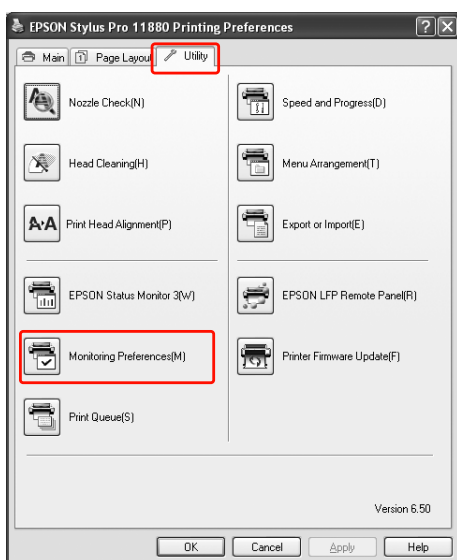 EPSON Stylus Pro 11880 Printing Preferences
Main
Page Layout
Utility
Nozzle Check(N)
Speed and Progress(D)
Head Cleaning(H)
Menu Arrangement(T)
A·A Print Head Alignment(P)
Export or Import(E)
EPSON Status Monitor 3(W)
EPSON LFP Remote Panel(R)
Monitoring Preferences(M)
Printer Firmware Update(F)
Print Queue(S)
Version 6.50
OK Cancel Apply Help